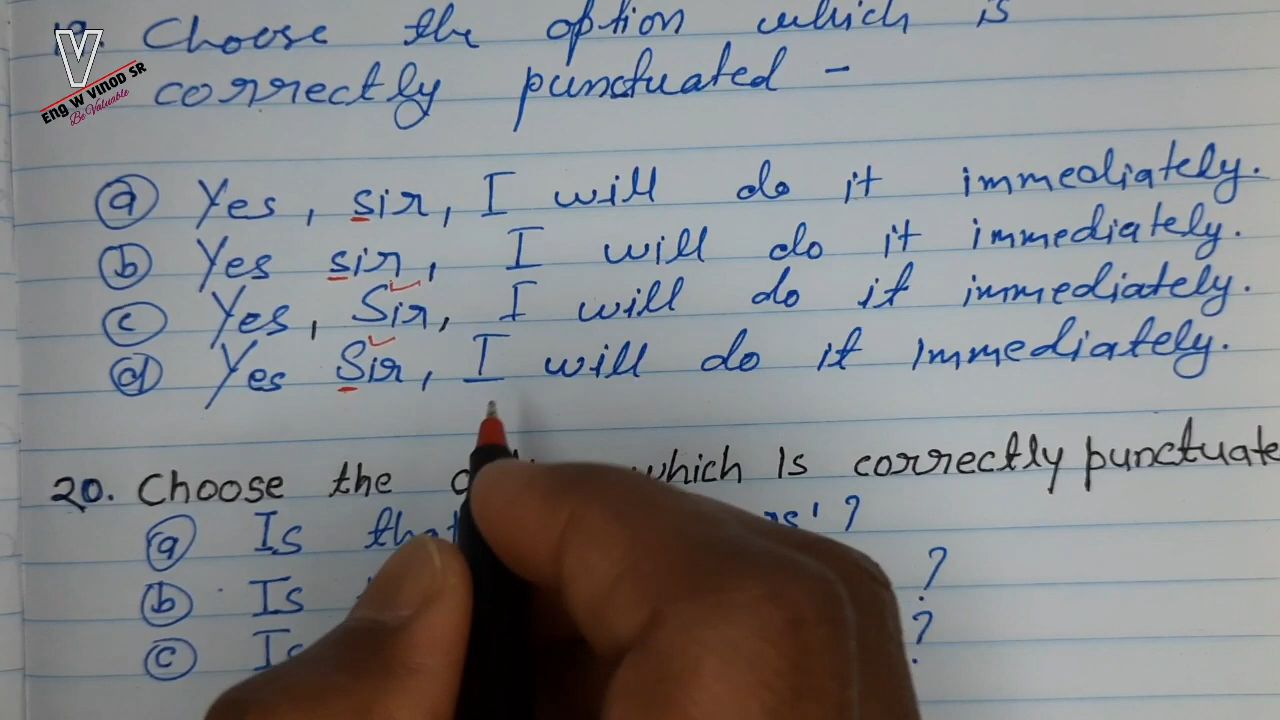 19. Choose the option which is
correctly punctuated -
V
Eng W Vinod SR
Be Valuable
(a) Yes, sir, I will do it immediately.
(b) Yes sir, I will do it immediately.
(c) Yes, Sir, I will do it immediately.
(d) Yes Sir, I will do it immediately.
20. Choose the which is correctly punctuate
(a) Is that ?
(b) Is ?
(c) Is ?